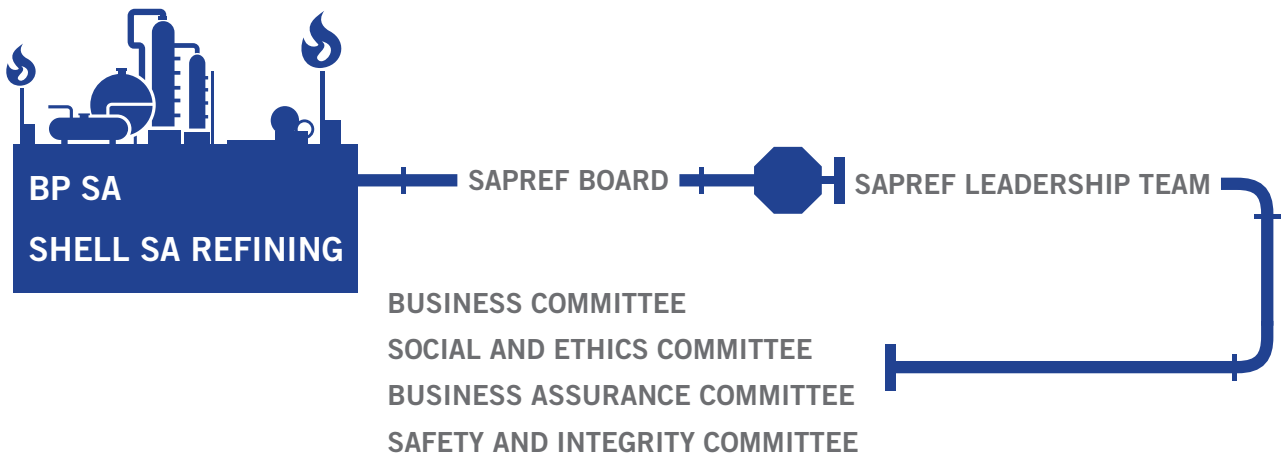 BP SA
SHELL SA REFINING
SAPREF BOARD
SAPREF LEADERSHIP TEAM
BUSINESS COMMITTEE
SOCIAL AND ETHICS COMMITTEE
BUSINESS ASSURANCE COMMITTEE
SAFETY AND INTEGRITY COMMITTEE